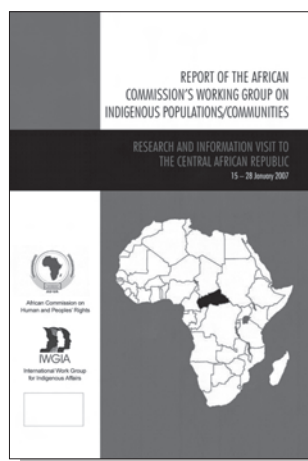 REPORT OF THE AFRICAN
COMMISSION'S WORKING GROUP ON
INDIGENOUS POPULATIONS/COMMUNITIES
RESEARCH AND INFORMATION VISIT TO
THE CENTRAL AFRICAN REPUBLIC
15 – 28 January 2007
African Commission on
Human and Peoples' Rights
IWGIA
International Work Group
for Indigenous Affairs